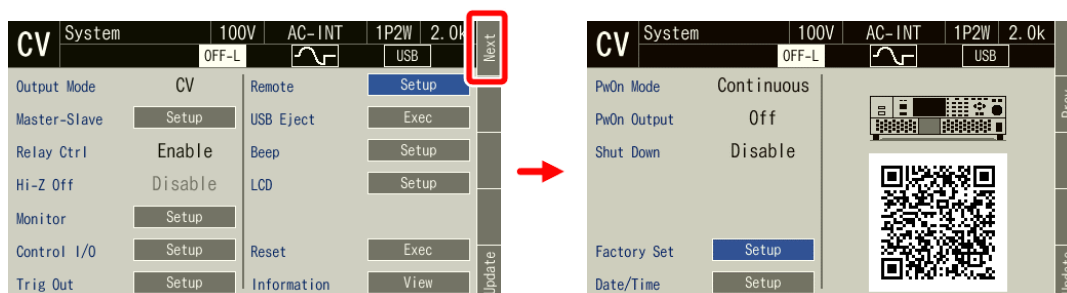 CV System 100V AC-INT 1P2W 2.0k Next
OFF-L USB
Output Mode CV Remote Setup
Master-Slave Setup USB Eject Exec
Relay Ctrl Enable Beep Setup
Hi-Z Off Disable LCD Setup
Monitor Setup
Control I/O Setup Reset Exec
Trig Out Setup Information View
Update
CV System 100V AC-INT 1P2W 2.0k
OFF-L USB
PwOn Mode Continuous
PwOn Output Off
Shut Down Disable
Factory Set Setup
Date/Time Setup